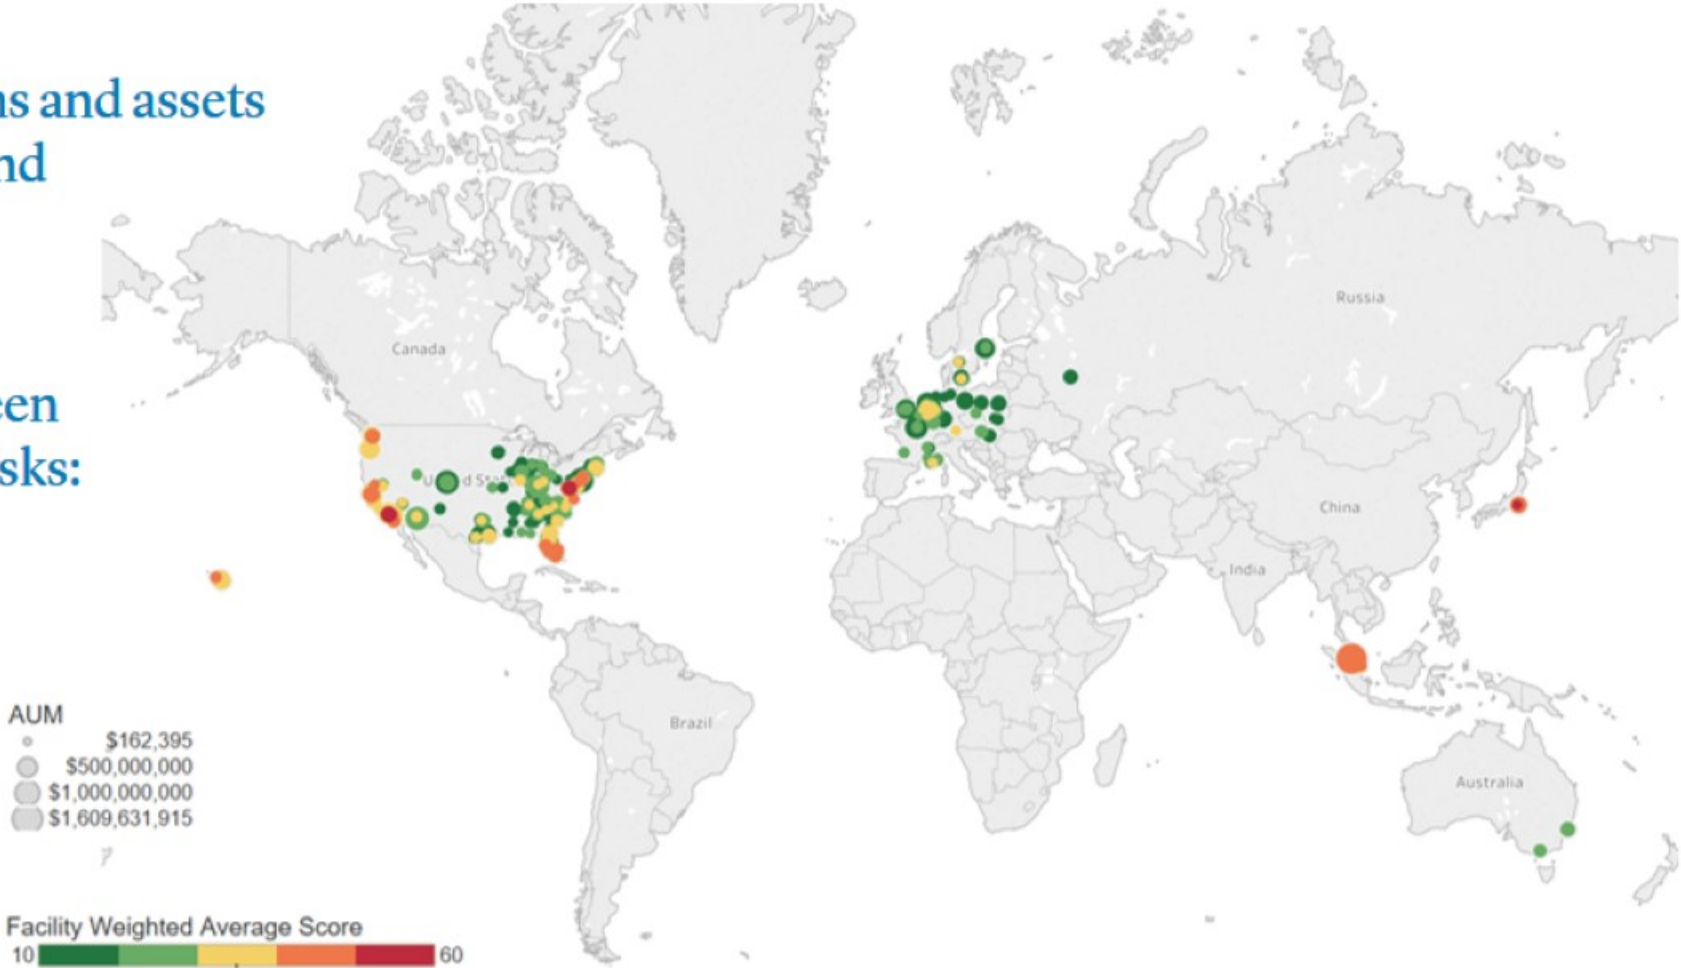 ns and assets
nd
een
sks:
Canada
Russia
China
India
Brazil
Australia
AUM
$162,395
$500,000,000
$1,000,000,000
$1,609,631,915
Facility Weighted Average Score
10 60